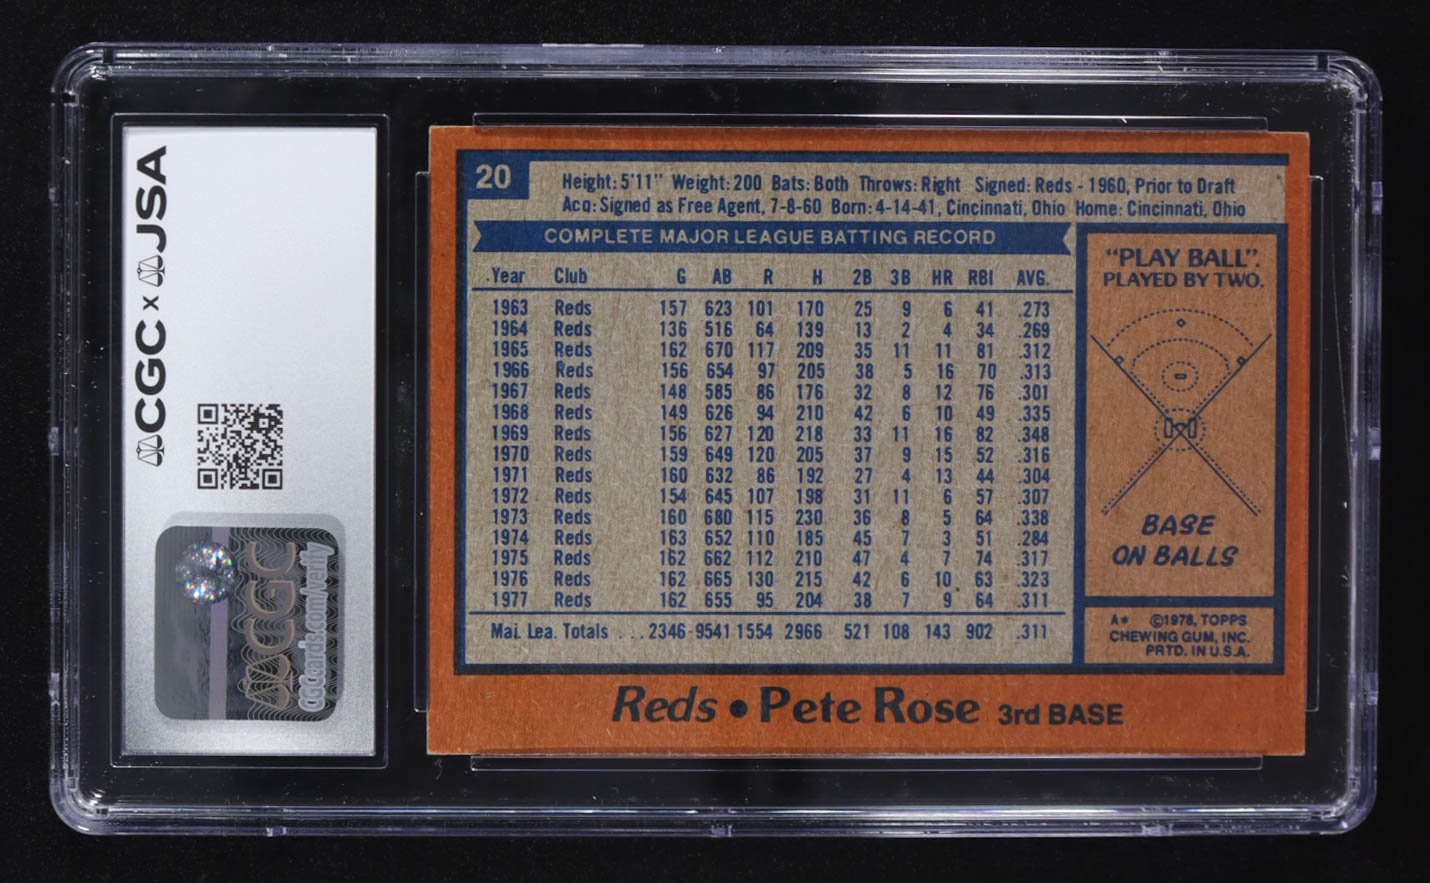 CGC x JSA
CGC
CGCcards.com/verify
20
Height: 5'11" Weight: 200 Bats: Both Throws: Right Signed: Reds - 1960, Prior to Draft
Acq: Signed as Free Agent, 7-8-60 Born: 4-14-41, Cincinnati, Ohio Home: Cincinnati, Ohio
COMPLETE MAJOR LEAGUE BATTING RECORD
Year Club G AB R H 2B 3B HR RBI AVG.
1963 Reds 157 623 101 170 25 9 6 41 .273
1964 Reds 136 516 64 139 13 2 4 34 .269
1965 Reds 162 670 117 209 35 11 11 81 .312
1966 Reds 156 654 97 205 38 5 16 70 .313
1967 Reds 148 585 86 176 32 8 12 76 .301
1968 Reds 149 626 94 210 42 6 10 49 .335
1969 Reds 156 627 120 218 33 11 16 82 .348
1970 Reds 159 649 120 205 37 9 15 52 .316
1971 Reds 160 632 86 192 27 4 13 44 .304
1972 Reds 154 645 107 198 31 11 6 57 .307
1973 Reds 160 680 115 230 36 8 5 64 .338
1974 Reds 163 652 110 185 45 7 3 51 .284
1975 Reds 162 662 112 210 47 4 7 74 .317
1976 Reds 162 665 130 215 42 6 10 63 .323
1977 Reds 162 655 95 204 38 7 9 64 .311
Maj. Lea. Totals ... 2346 9541 1554 2966 521 108 143 902 .311
"PLAY BALL".
PLAYED BY TWO.
BASE
ON BALLS
A* ©1978, TOPPS
CHEWING GUM, INC.
PRTD. IN U.S.A.
Reds • Pete Rose 3rd BASE